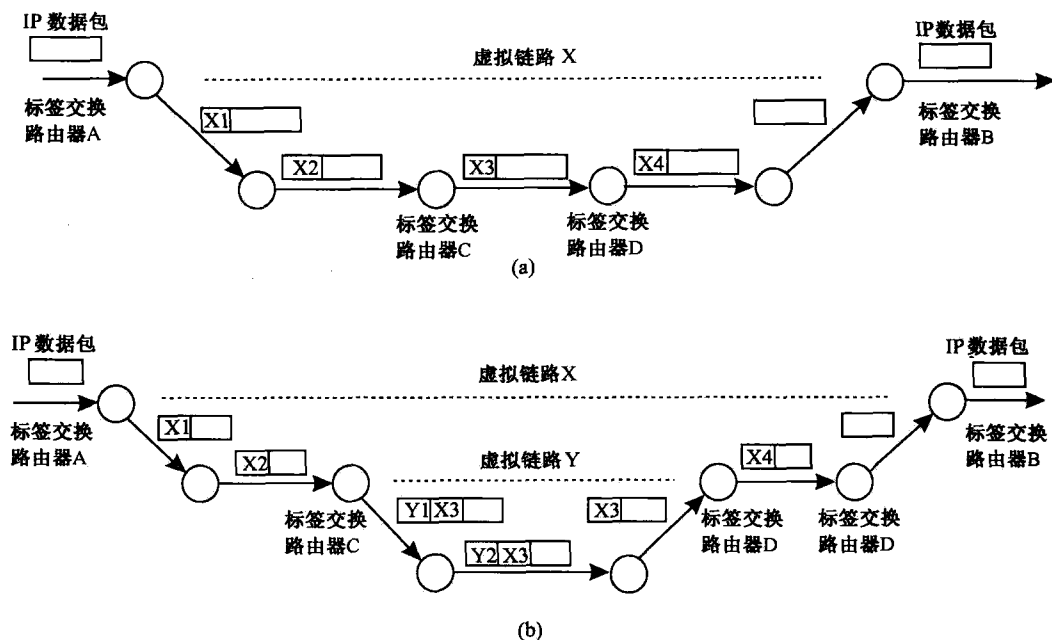 IP 数据包
虚拟链路 X
IP 数据包
标签交换
路由器A
X1
标签交换
路由器B
X2
X3
X4
标签交换
路由器C
标签交换
路由器D
(a)
IP 数据包
虚拟链路X
IP 数据包
标签交换
路由器A
X1
标签交换
路由器B
X2
虚拟链路 Y
X4
标签交换
路由器C
Y1 X3
X3
标签交换
路由器D
标签交换
路由器D
Y2 X3
(b)